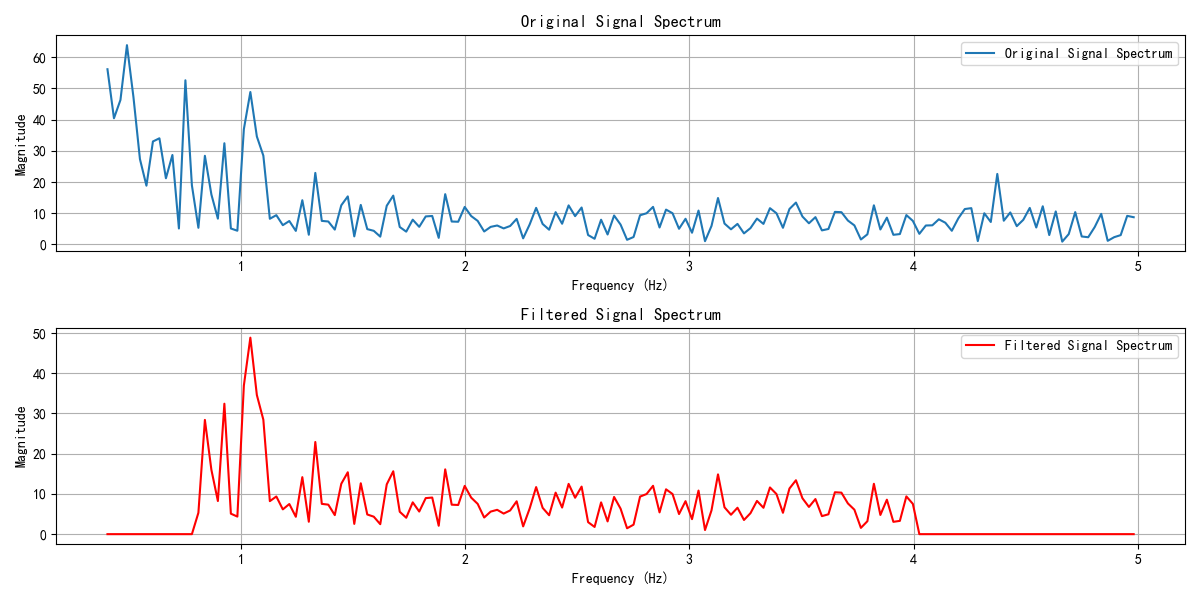 Original Signal Spectrum
Original Signal Spectrum
Magnitude
60
50
40
30
20
10
0
1
2
3
4
5
Frequency (Hz)
Filtered Signal Spectrum
Filtered Signal Spectrum
Magnitude
50
40
30
20
10
0
1
2
3
4
5
Frequency (Hz)